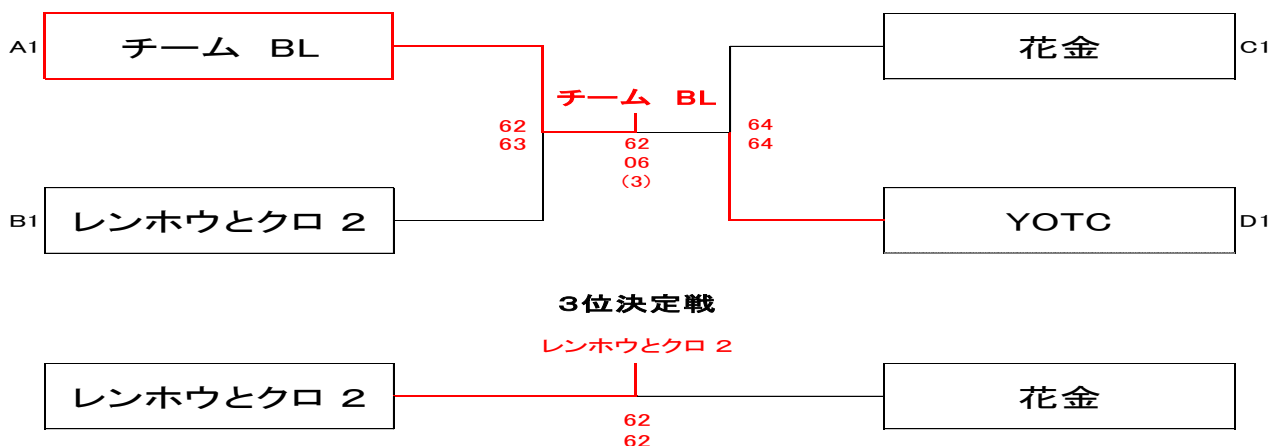 A1
チーム BL
花金
C1
チーム BL
62
63
64
64
62
06
（3）
B1
レンホウとクロ 2
YOTC
D1
3位決定戦
レンホウとクロ 2
レンホウとクロ 2
花金
62
62